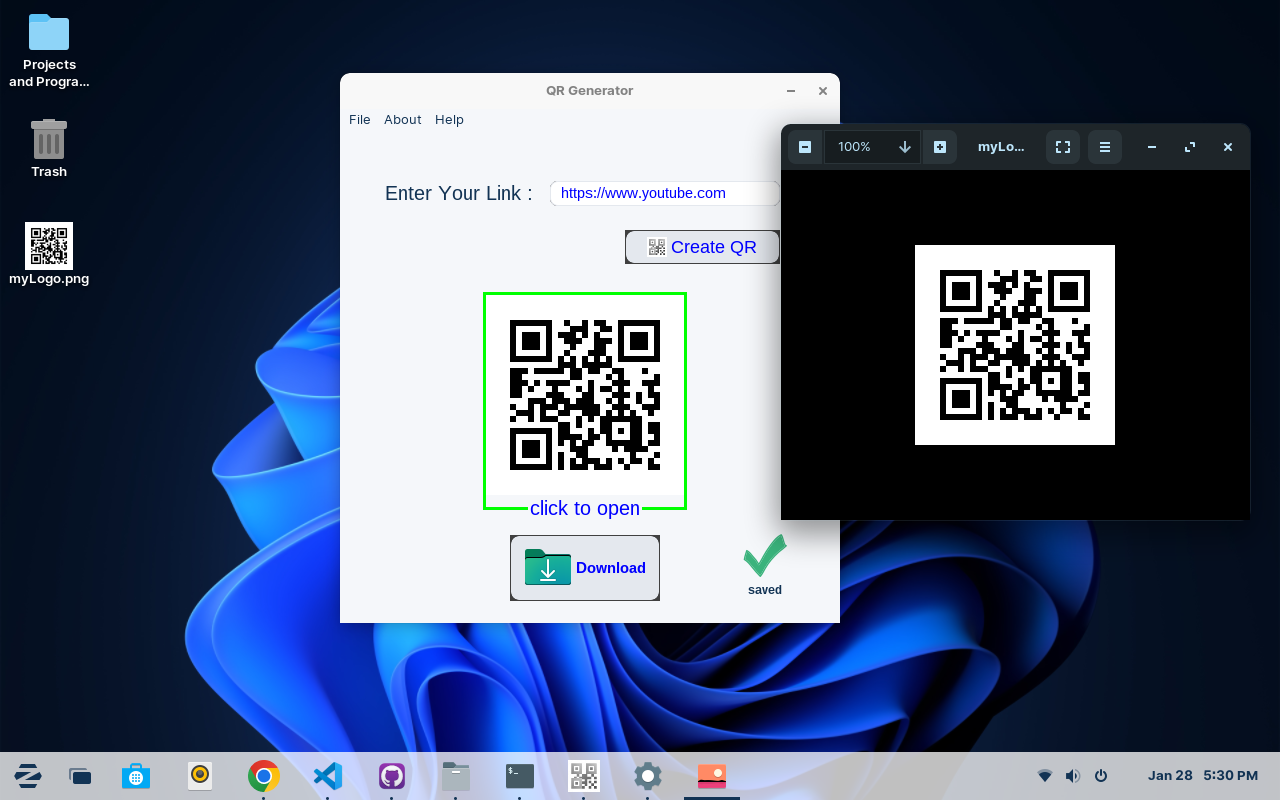 Projects
and Progra...
Trash
myLogo.png
QR Generator
File About Help
Enter Your Link : https://www.youtube.com
Create QR
click to open
Download
saved
100% myLo...
$_
Jan 28 5:30 PM